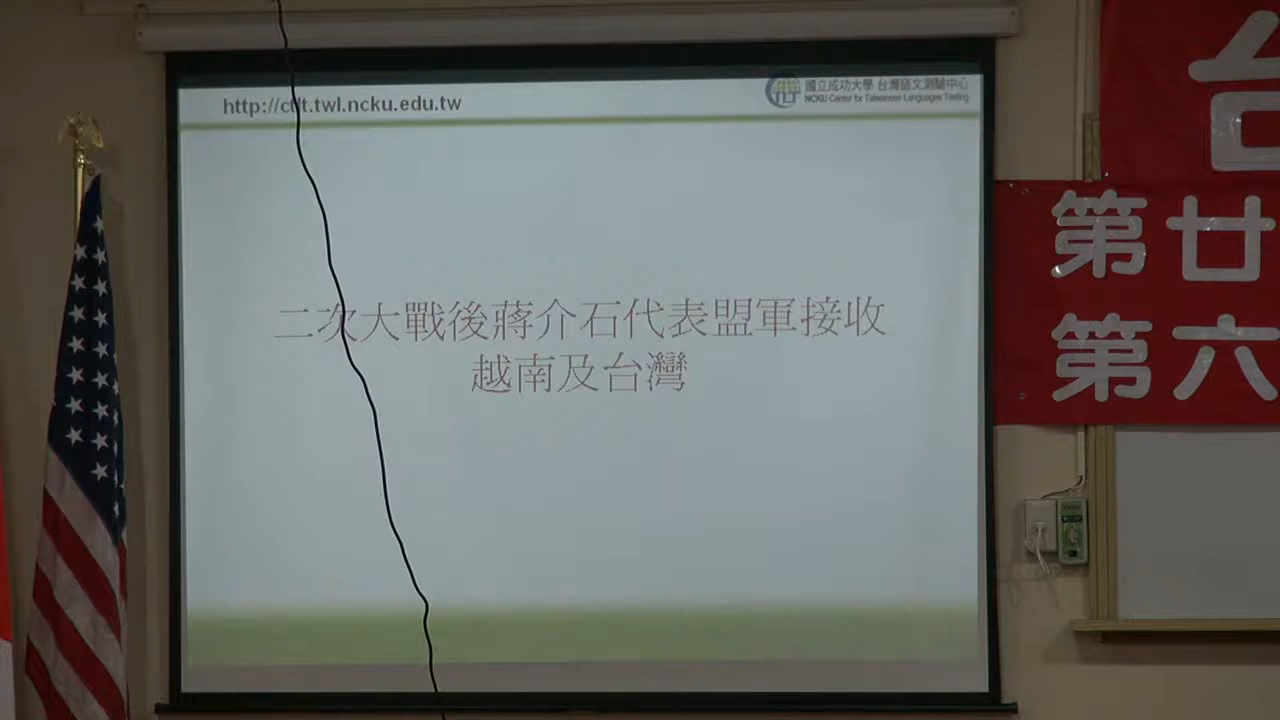 http://ctlt.twl.ncku.edu.tw
國立成功大學 台灣語文測驗中心
NCKU Center for Taiwanese Languages Testing
二次大戰後蔣介石代表盟軍接收
越南及台灣
台
第廿
第六